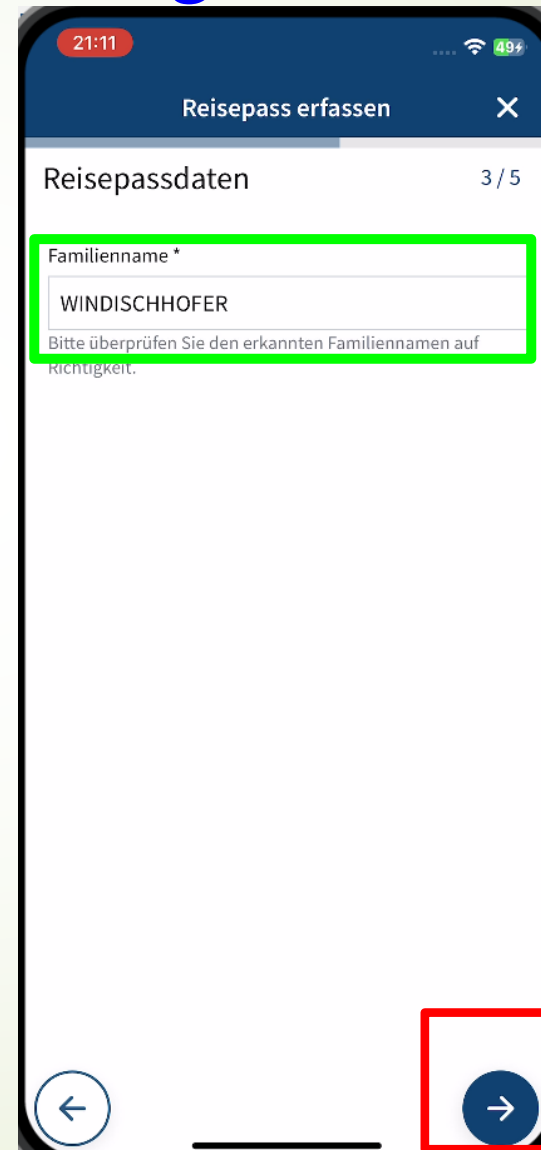 21:11
49
Reisepass erfassen
Reisepassdaten
3 / 5
Familienname *
WINDISCHHOFER
Bitte überprüfen Sie den erkannten Familiennamen auf
Richtigkeit.